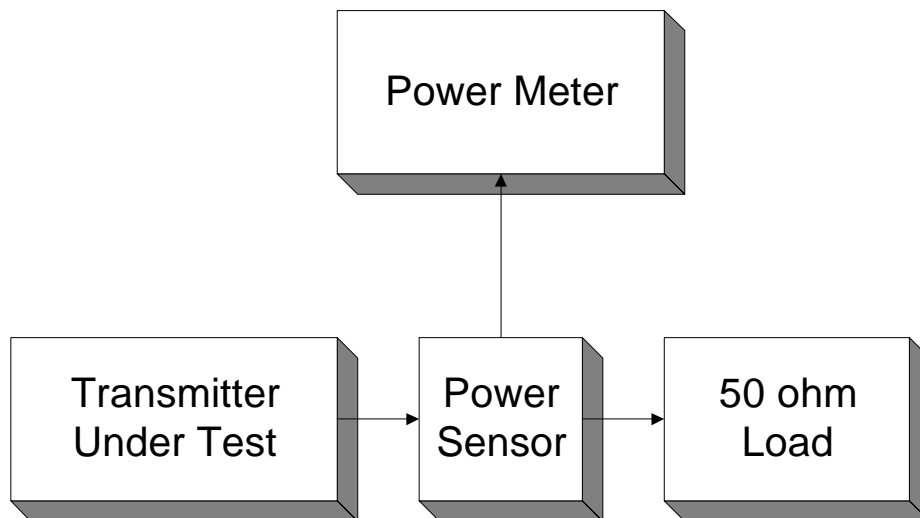 Power Meter
Transmitter
Under Test
Power
Sensor
50 ohm
Load